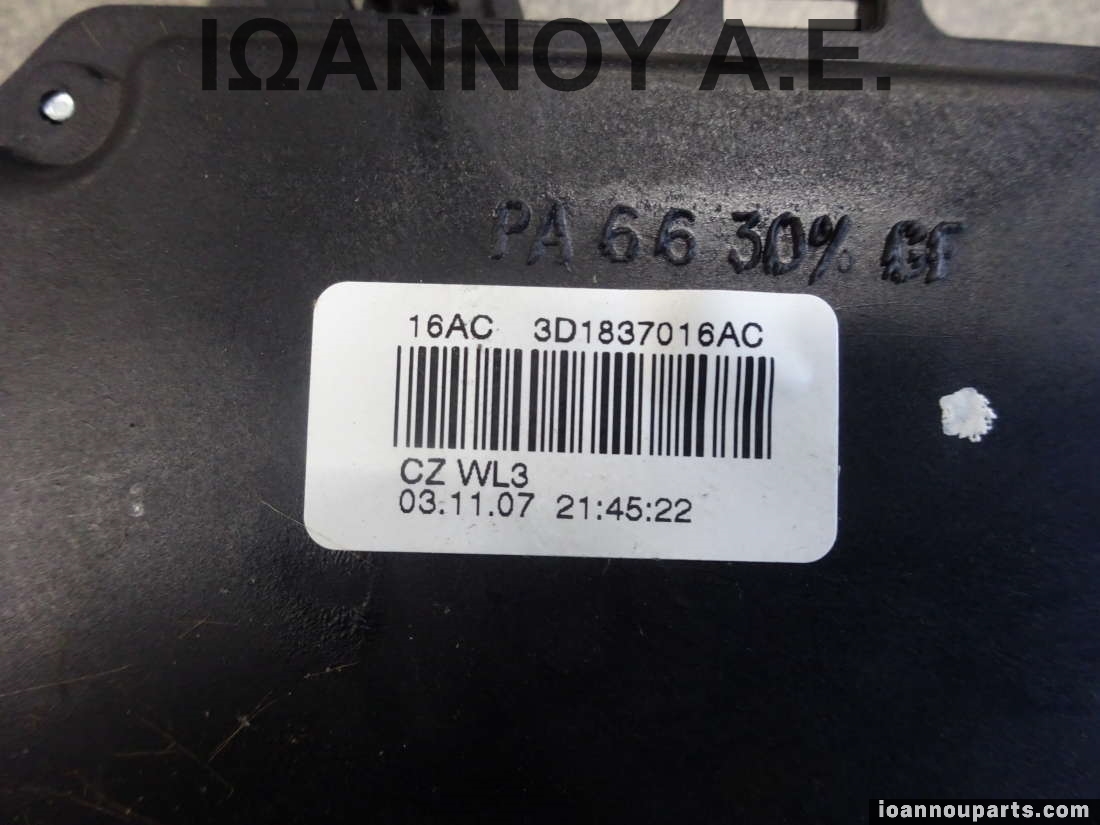 ΙΩΑΝΝΟΥ Α.Ε.
PA 66 30% GF
16AC 3D1837016AC
CZ WL3
03.11.07 21:45:22
ioannouparts.com